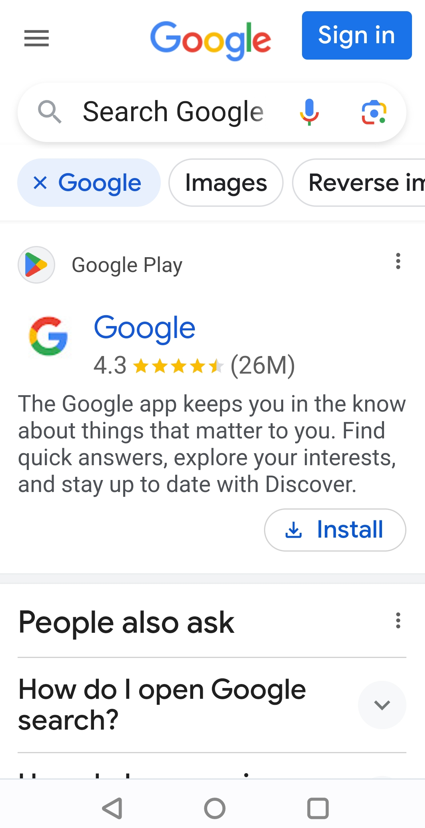 Google
Sign in
Search Google
Google
Images
Reverse im
Google Play
Google
4.3 (26M)
The Google app keeps you in the know
about things that matter to you. Find
quick answers, explore your interests,
and stay up to date with Discover.
Install
People also ask
How do I open Google
search?